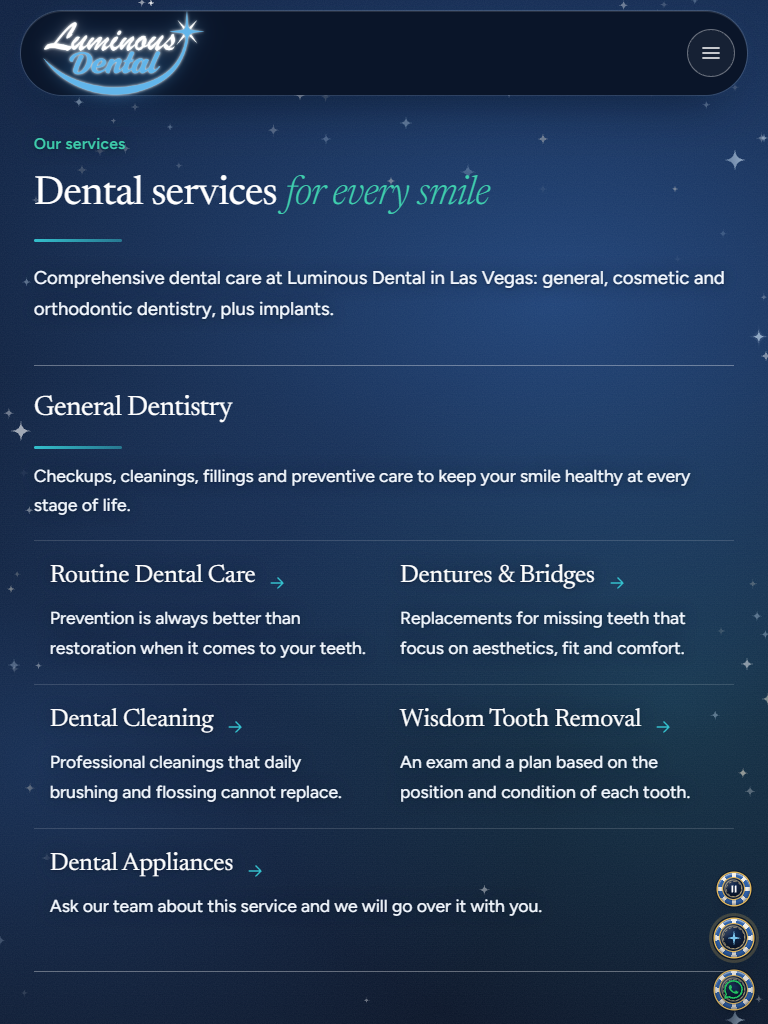 Luminous
Dental
Our services
Dental services for every smile
Comprehensive dental care at Luminous Dental in Las Vegas: general, cosmetic and
orthodontic dentistry, plus implants.
General Dentistry
Checkups, cleanings, fillings and preventive care to keep your smile healthy at every
stage of life.
Routine Dental Care →
Prevention is always better than
restoration when it comes to your teeth.
Dentures & Bridges →
Replacements for missing teeth that
focus on aesthetics, fit and comfort.
Dental Cleaning →
Professional cleanings that daily
brushing and flossing cannot replace.
Wisdom Tooth Removal →
An exam and a plan based on the
position and condition of each tooth.
Dental Appliances →
Ask our team about this service and we will go over it with you.